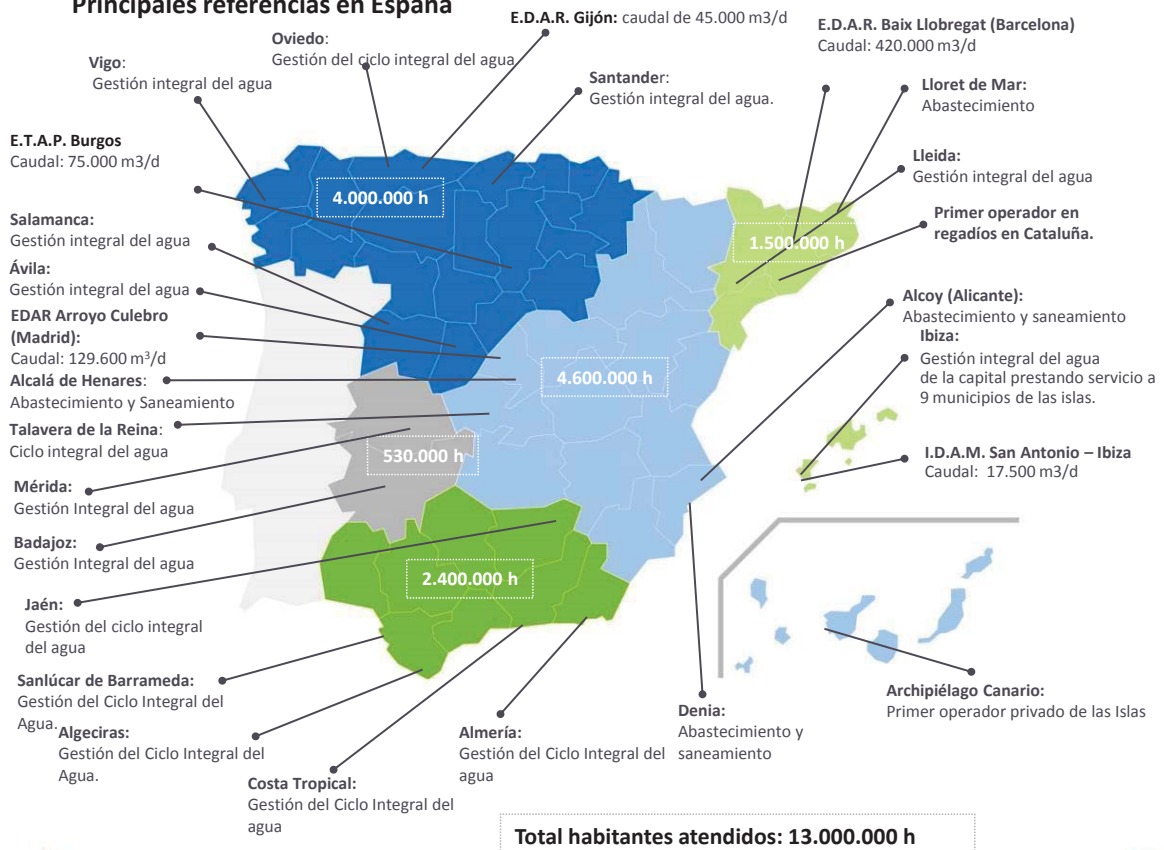 Principales referencias en España
E.D.A.R. Gijón: caudal de 45.000 m3/d
E.D.A.R. Baix Llobregat (Barcelona)
Caudal: 420.000 m3/d
Oviedo:
Gestión del ciclo integral del agua
Vigo:
Gestión integral del agua
Santander:
Gestión integral del agua.
Lloret de Mar:
Abastecimiento
E.T.A.P. Burgos
Caudal: 75.000 m3/d
Lleida:
Gestión integral del agua
4.000.000 h
Salamanca:
Gestión integral del agua
Primer operador en
regadíos en Cataluña.
1.500.000 h
Ávila:
Gestión integral del agua
EDAR Arroyo Culebro
(Madrid):
Caudal: 129.600 m³/d
Alcoy (Alicante):
Abastecimiento y saneamiento
Ibiza:
Gestión integral del agua
de la capital prestando servicio a
9 municipios de las islas.
Alcalá de Henares:
Abastecimiento y Saneamiento
4.600.000 h
Talavera de la Reina:
Ciclo integral del agua
530.000 h
I.D.A.M. San Antonio – Ibiza
Caudal: 17.500 m3/d
Mérida:
Gestión Integral del agua
Badajoz:
Gestión Integral del agua
2.400.000 h
Jaén:
Gestión del ciclo integral
del agua
Sanlúcar de Barrameda:
Gestión del Ciclo Integral del
Agua.
Archipiélago Canario:
Primer operador privado de las Islas
Algeciras:
Gestión del Ciclo Integral del
Agua.
Almería:
Gestión del Ciclo Integral del
agua
Denia:
Abastecimiento y
saneamiento
Costa Tropical:
Gestión del Ciclo Integral del
agua
Total habitantes atendidos: 13.000.000 h